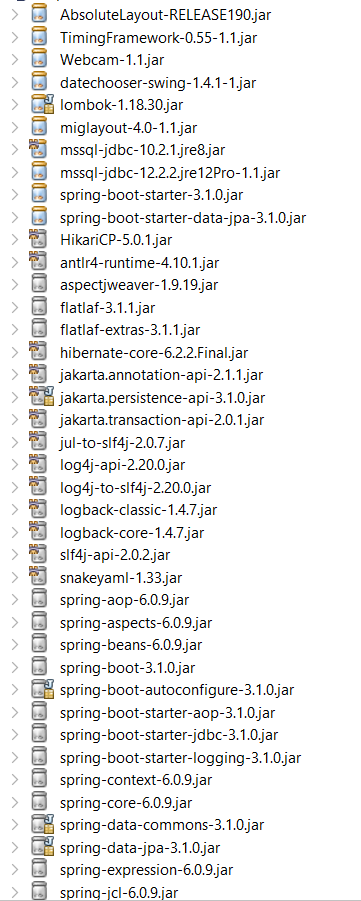 AbsoluteLayout-RELEASE190.jar
TimingFramework-0.55-1.1.jar
Webcam-1.1.jar
datechooser-swing-1.4.1-1.jar
lombok-1.18.30.jar
miglayout-4.0-1.1.jar
mssql-jdbc-10.2.1.jre8.jar
mssql-jdbc-12.2.2.jre12Pro-1.1.jar
spring-boot-starter-3.1.0.jar
spring-boot-starter-data-jpa-3.1.0.jar
HikariCP-5.0.1.jar
antlr4-runtime-4.10.1.jar
aspectjweaver-1.9.19.jar
flatlaf-3.1.1.jar
flatlaf-extras-3.1.1.jar
hibernate-core-6.2.2.Final.jar
jakarta.annotation-api-2.1.1.jar
jakarta.persistence-api-3.1.0.jar
jakarta.transaction-api-2.0.1.jar
jul-to-slf4j-2.0.7.jar
log4j-api-2.20.0.jar
log4j-to-slf4j-2.20.0.jar
logback-classic-1.4.7.jar
logback-core-1.4.7.jar
slf4j-api-2.0.2.jar
snakeyaml-1.33.jar
spring-aop-6.0.9.jar
spring-aspects-6.0.9.jar
spring-beans-6.0.9.jar
spring-boot-3.1.0.jar
spring-boot-autoconfigure-3.1.0.jar
spring-boot-starter-aop-3.1.0.jar
spring-boot-starter-jdbc-3.1.0.jar
spring-boot-starter-logging-3.1.0.jar
spring-context-6.0.9.jar
spring-core-6.0.9.jar
spring-data-commons-3.1.0.jar
spring-data-jpa-3.1.0.jar
spring-expression-6.0.9.jar
spring-jcl-6.0.9.jar